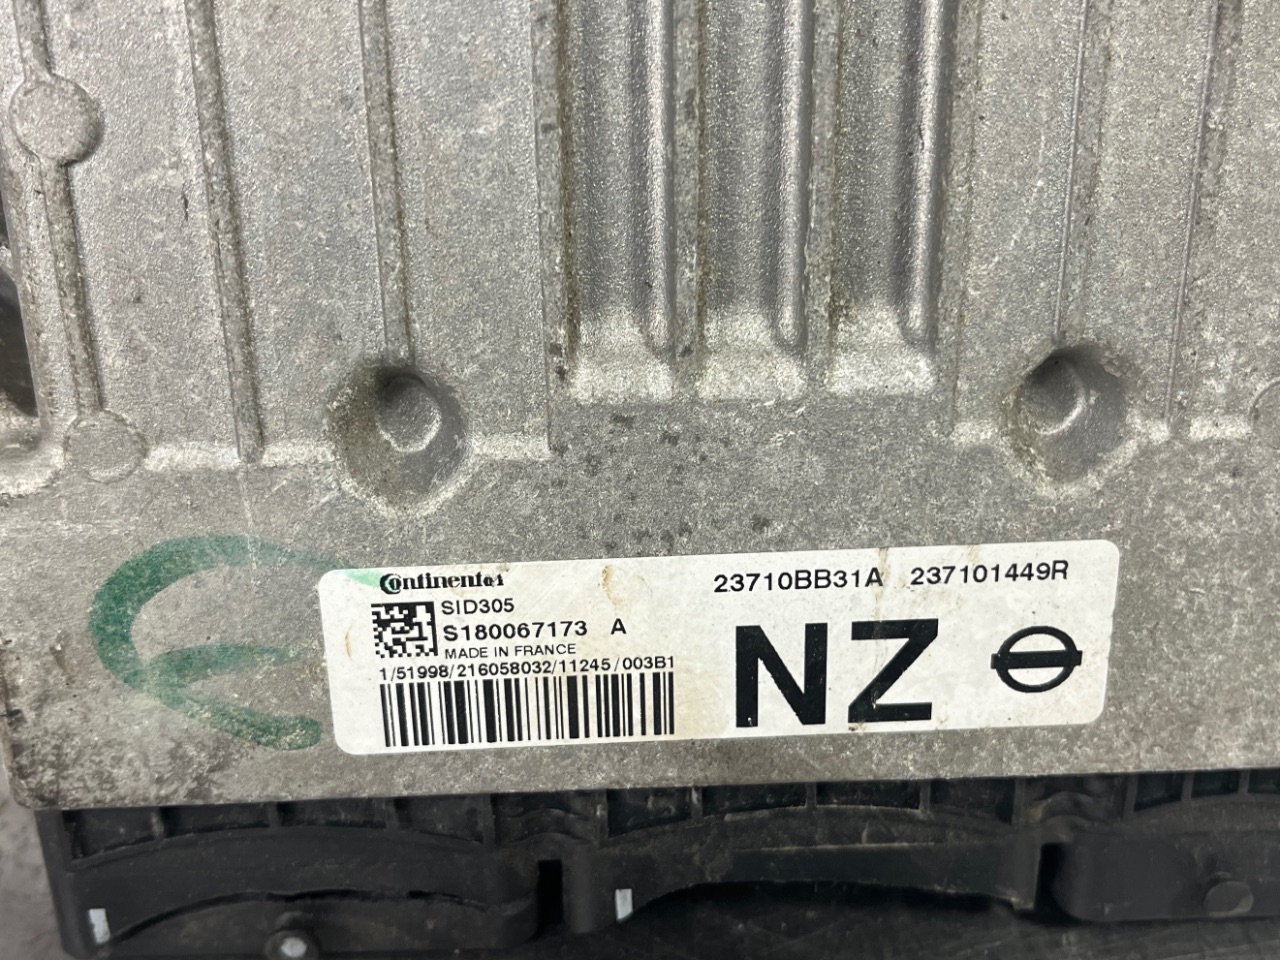 Continental
23710BB31A 237101449R
SID305
S180067173 A
MADE IN FRANCE
1/51998/216058032/11245/003B1
NZ